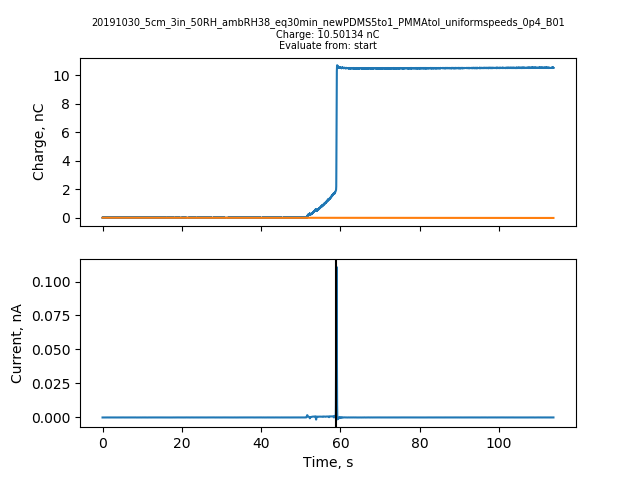 20191030_5cm_3in_50RH_ambRH38_eq30min_newPDMS5to1_PMMAtol_uniformspeeds_0p4_B01
Charge: 10.50134 nC
Evaluate from: start
10
8
6
4
2
0
Charge, nC
0.100
0.075
0.050
0.025
0.000
Current, nA
0 20 40 60 80 100
Time, s